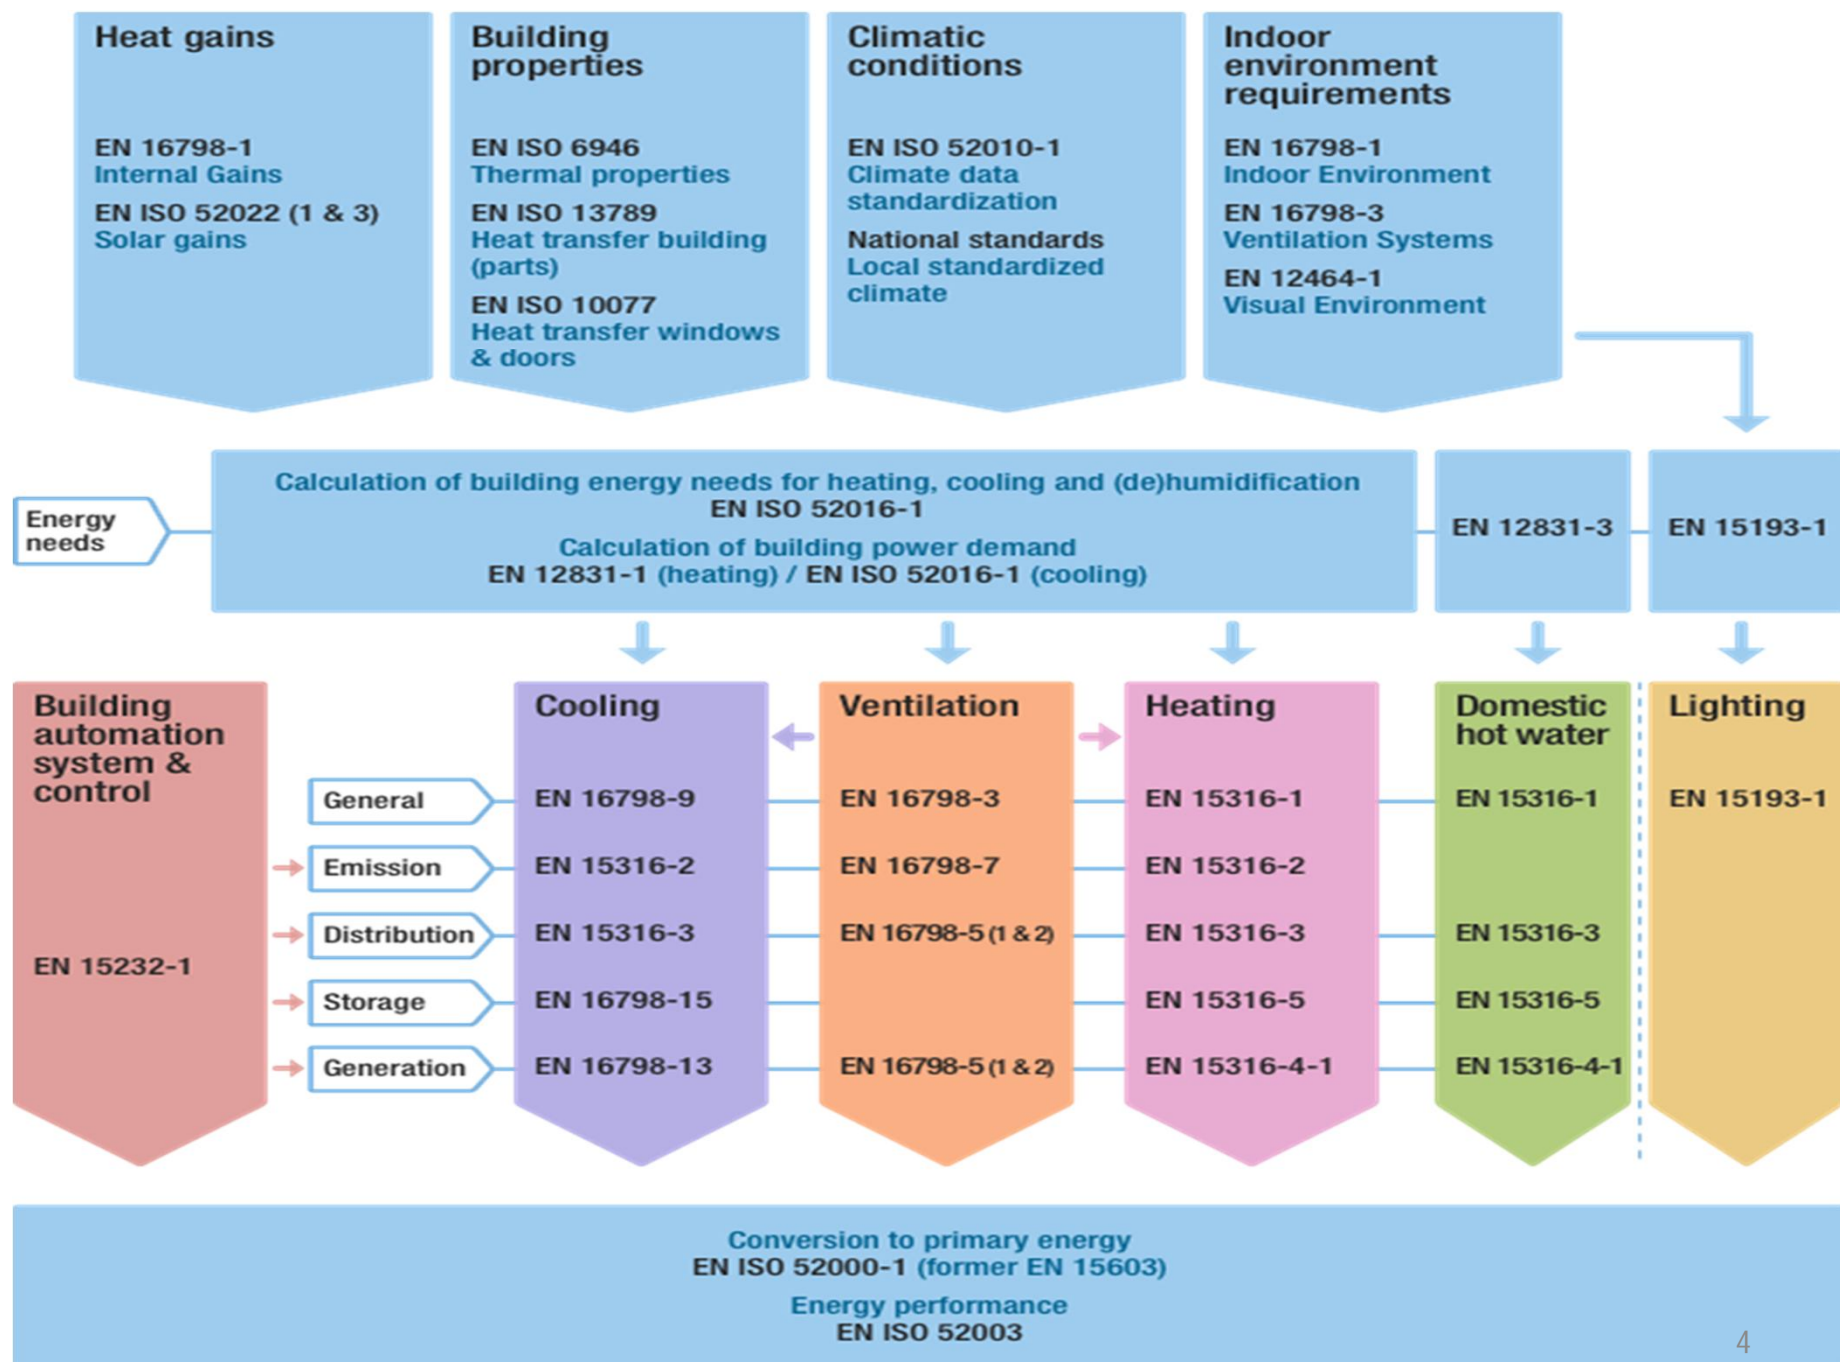 Heat gains
EN 16798-1
Internal Gains
EN ISO 52022 (1 & 3)
Solar gains
Building
properties
EN ISO 6946
Thermal properties
EN ISO 13789
Heat transfer building
(parts)
EN ISO 10077
Heat transfer windows
& doors
Climatic
conditions
EN ISO 52010-1
Climate data
standardization
National standards
Local standardized
climate
Indoor
environment
requirements
EN 16798-1
Indoor Environment
EN 16798-3
Ventilation Systems
EN 12464-1
Visual Environment
Energy
needs
Calculation of building energy needs for heating, cooling and (de)humidification
EN ISO 52016-1
Calculation of building power demand
EN 12831-1 (heating) / EN ISO 52016-1 (cooling)
EN 12831-3
EN 15193-1
Building
automation
system &
control
EN 15232-1
General
Emission
Distribution
Storage
Generation
Cooling
EN 16798-9
EN 15316-2
EN 15316-3
EN 16798-15
EN 16798-13
Ventilation
EN 16798-3
EN 16798-7
EN 16798-5 (1 & 2)
EN 16798-5 (1 & 2)
Heating
EN 15316-1
EN 15316-2
EN 15316-3
EN 15316-5
EN 15316-4-1
Domestic
hot water
EN 15316-1
EN 15316-3
EN 15316-5
EN 15316-4-1
Lighting
EN 15193-1
Conversion to primary energy
EN ISO 52000-1 (former EN 15603)
Energy performance
EN ISO 52003
4